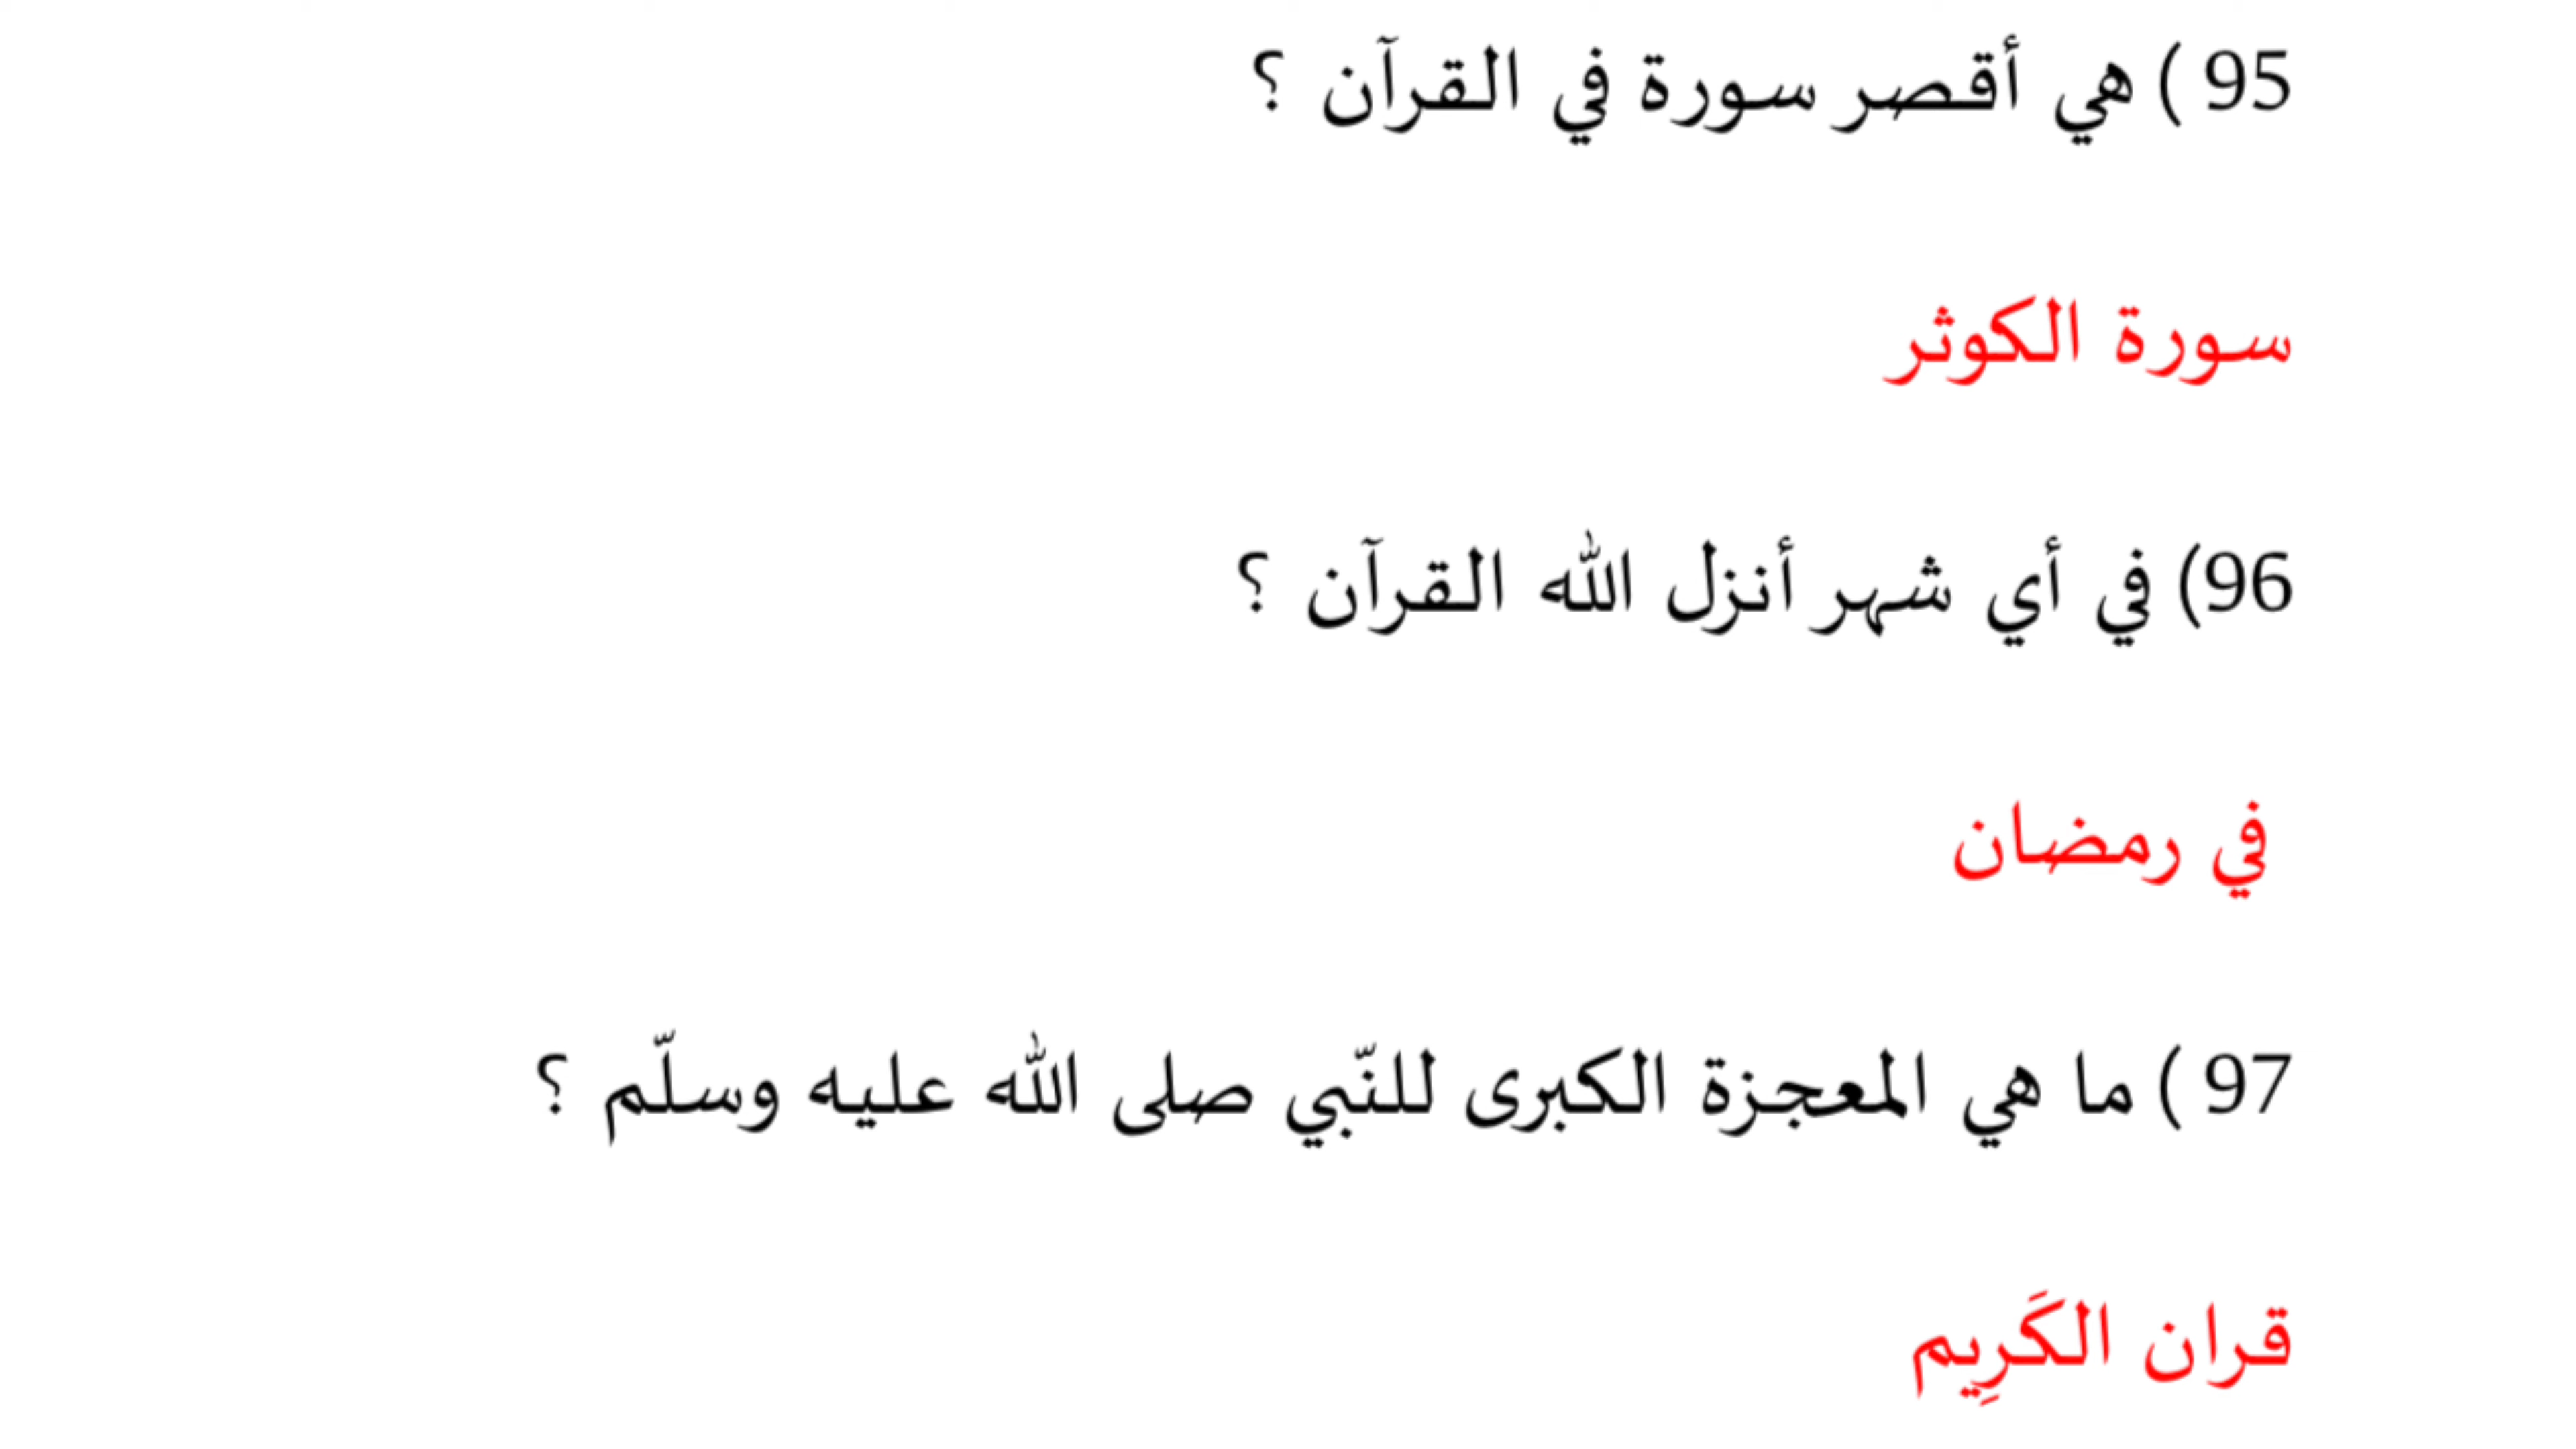 95 ) هي أقصر سورة في القرآن ؟
سورة الكوثر
96) في أي شهر أنزل الله القرآن ؟
في رمضان
97 ) ما هي المعجزة الكبرى للنّبي صلى الله عليه وسلّم ؟
قران الكَرِيم